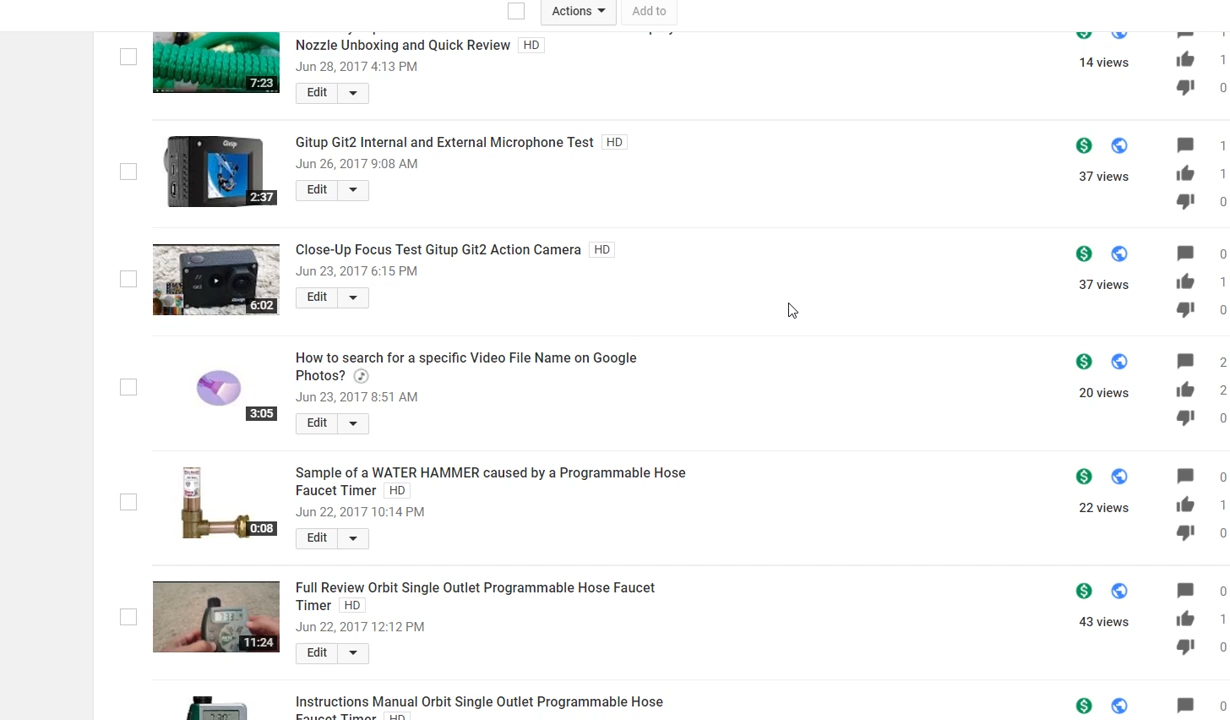 Actions
Add to
Nozzle Unboxing and Quick Review HD
Jun 28, 2017 4:13 PM
Edit
7:23
14 views
1
0
Gitup Git2 Internal and External Microphone Test HD
Jun 26, 2017 9:08 AM
Edit
Gitup
2:37
37 views
1
1
0
Close-Up Focus Test Gitup Git2 Action Camera HD
Jun 23, 2017 6:15 PM
Edit
6:02
37 views
0
1
0
How to search for a specific Video File Name on Google
Photos?
Jun 23, 2017 8:51 AM
Edit
3:05
20 views
2
2
0
Sample of a WATER HAMMER caused by a Programmable Hose
Faucet Timer HD
Jun 22, 2017 10:14 PM
Edit
0:08
22 views
0
1
0
Full Review Orbit Single Outlet Programmable Hose Faucet
Timer HD
Jun 22, 2017 12:12 PM
Edit
11:24
43 views
0
1
0
Instructions Manual Orbit Single Outlet Programmable Hose
Faucet Timer HD
0